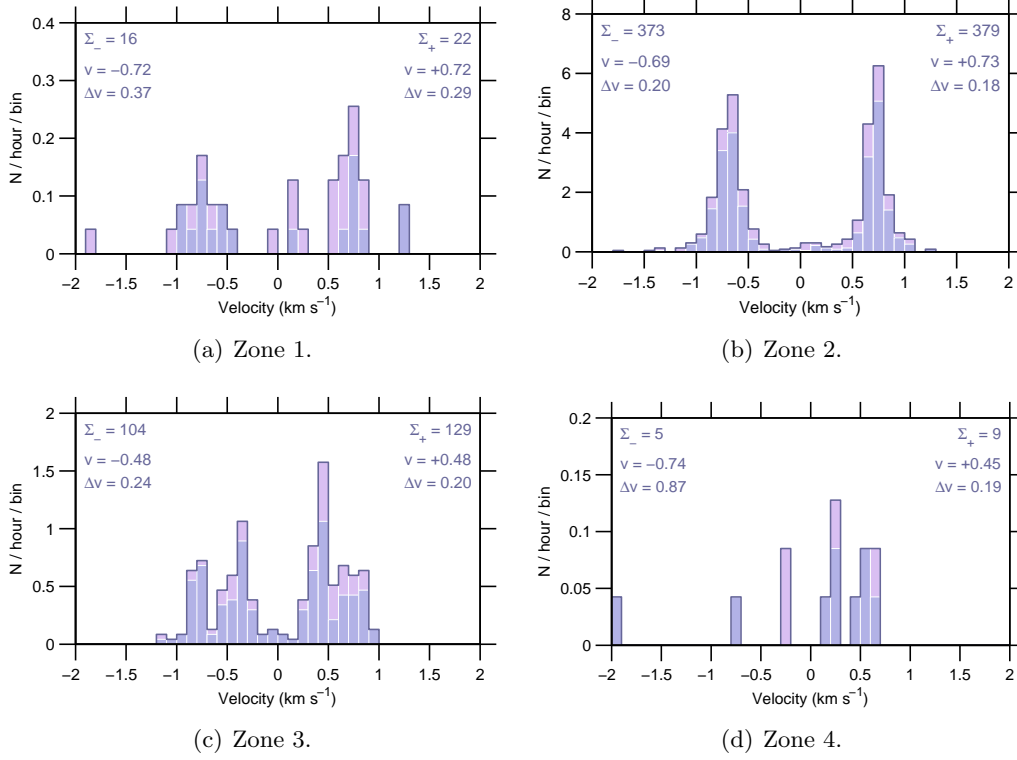 0.4
0.3
0.2
0.1
0
N / hour / bin
Σ₋ = 16
Σ₊ = 22
v = −0.72
v = +0.72
Δv 0.37
Δv = 0.29
−2 −1.5 −1 −0.5 0 0.5 1 1.5 2
Velocity (km s⁻¹)
(a) Zone 1.
8
6
4
2
0
N / hour / bin
Σ₋ = 373
Σ₊ = 379
v = −0.69
v = +0.73
Δv = 0.20
Δv = 0.18
−2 −1.5 −1 −0.5 0 0.5 1 1.5 2
Velocity (km s⁻¹)
(b) Zone 2.
2
1.5
1
0.5
0
N / hour / bin
Σ₋ = 104
Σ₊ = 129
v = −0.48
v = +0.48
Δv = 0.24
Δv = 0.20
−2 −1.5 −1 −0.5 0 0.5 1 1.5 2
Velocity (km s⁻¹)
(c) Zone 3.
0.2
0.15
0.1
0.05
0
N / hour / bin
Σ₋ = 5
Σ₊ = 9
v = −0.74
v = +0.45
Δv = 0.87
Δv = 0.19
−2 −1.5 −1 −0.5 0 0.5 1 1.5 2
Velocity (km s⁻¹)
(d) Zone 4.